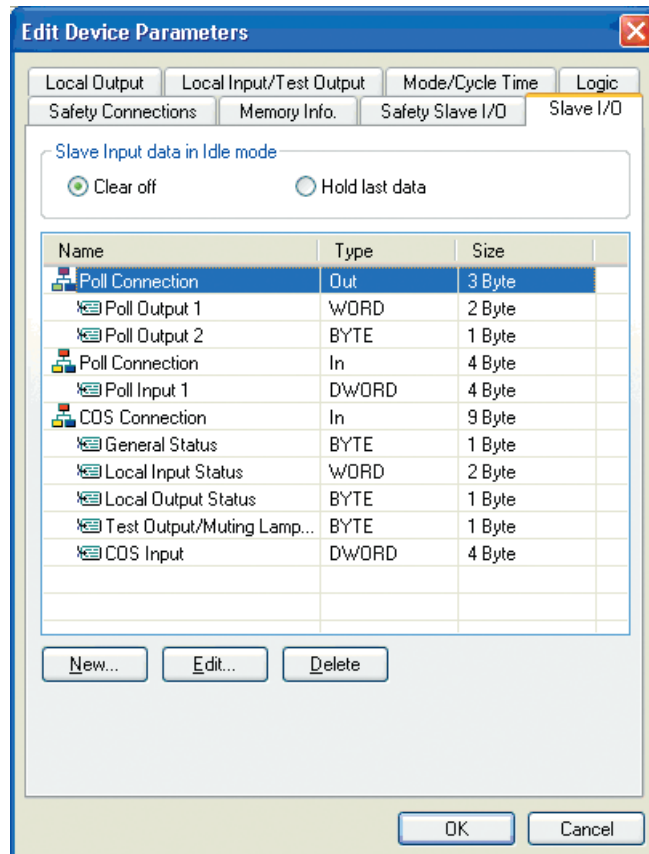 Edit Device Parameters
Local Output Local Input/Test Output Mode/Cycle Time Logic
Safety Connections Memory Info. Safety Slave I/O Slave I/O
Slave Input data in Idle mode
Clear off Hold last data
Name Type Size
Poll Connection Out 3 Byte
Poll Output 1 WORD 2 Byte
Poll Output 2 BYTE 1 Byte
Poll Connection In 4 Byte
Poll Input 1 DWORD 4 Byte
COS Connection In 9 Byte
General Status BYTE 1 Byte
Local Input Status WORD 2 Byte
Local Output Status BYTE 1 Byte
Test Output/Muting Lamp... BYTE 1 Byte
COS Input DWORD 4 Byte
New... Edit... Delete
OK Cancel